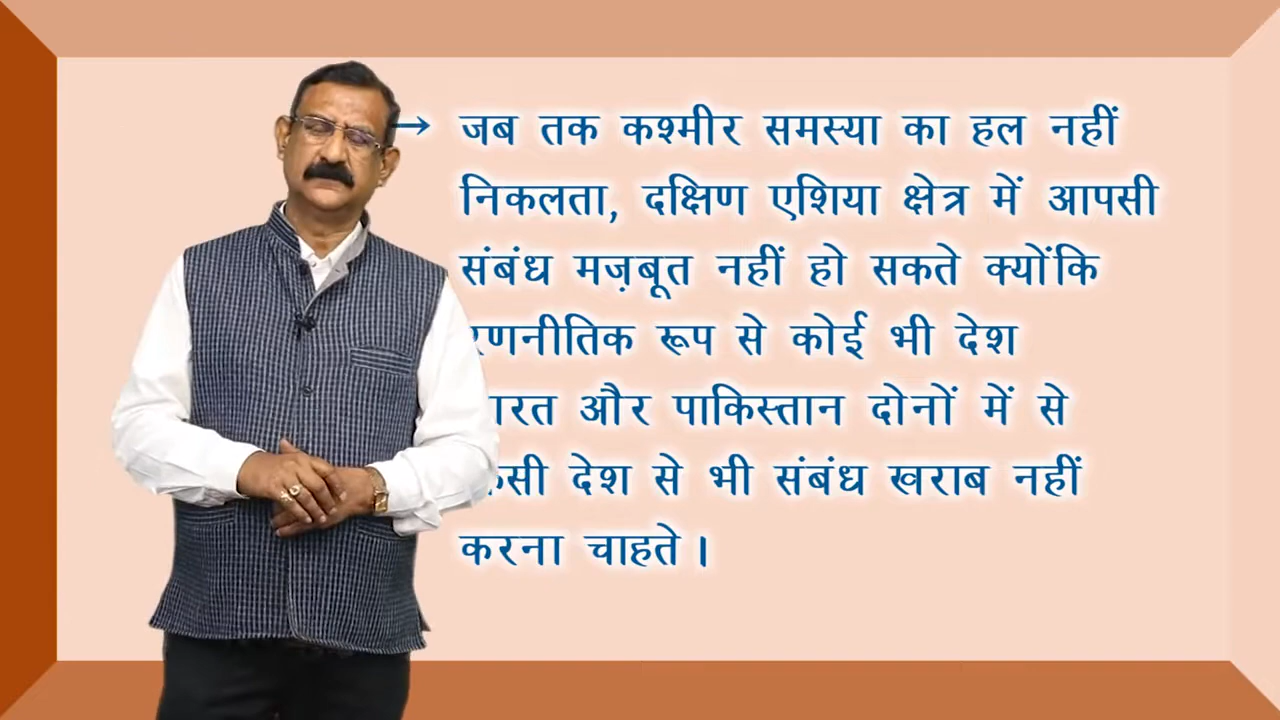 → जब तक कश्मीर समस्या का हल नहीं
निकलता, दक्षिण एशिया क्षेत्र में आपसी
संबंध मज़बूत नहीं हो सकते क्योंकि
रणनीतिक रूप से कोई भी देश
और पाकिस्तान दोनों में से
देश से भी संबंध खराब नहीं
करना चाहते।